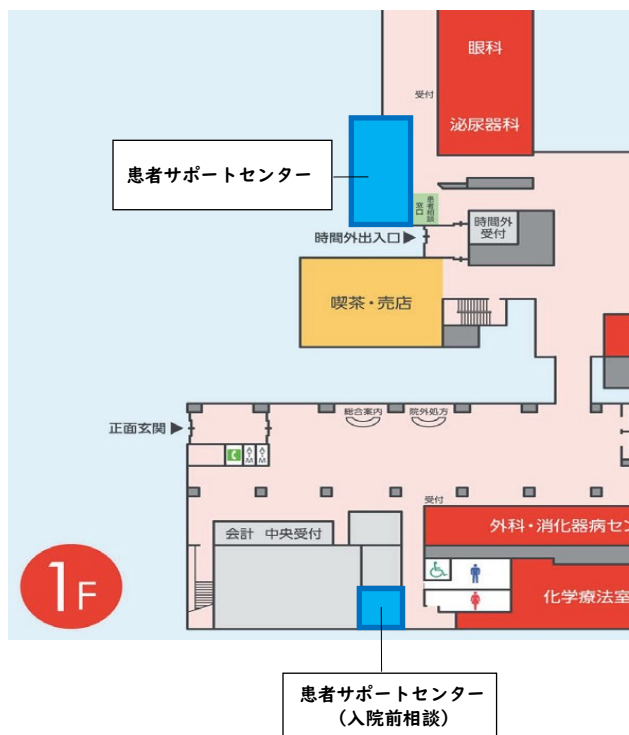 眼科
受付
泌尿器科
患者サポートセンター
患者相談
窓口
時間外
受付
時間外出入口▶
喫茶・売店
総合案内
院外処方
正面玄関▶
ATM
ATM
受付
会計 中央受付
外科・消化器病セン
1F
化学療法室
患者サポートセンター
（入院前相談）